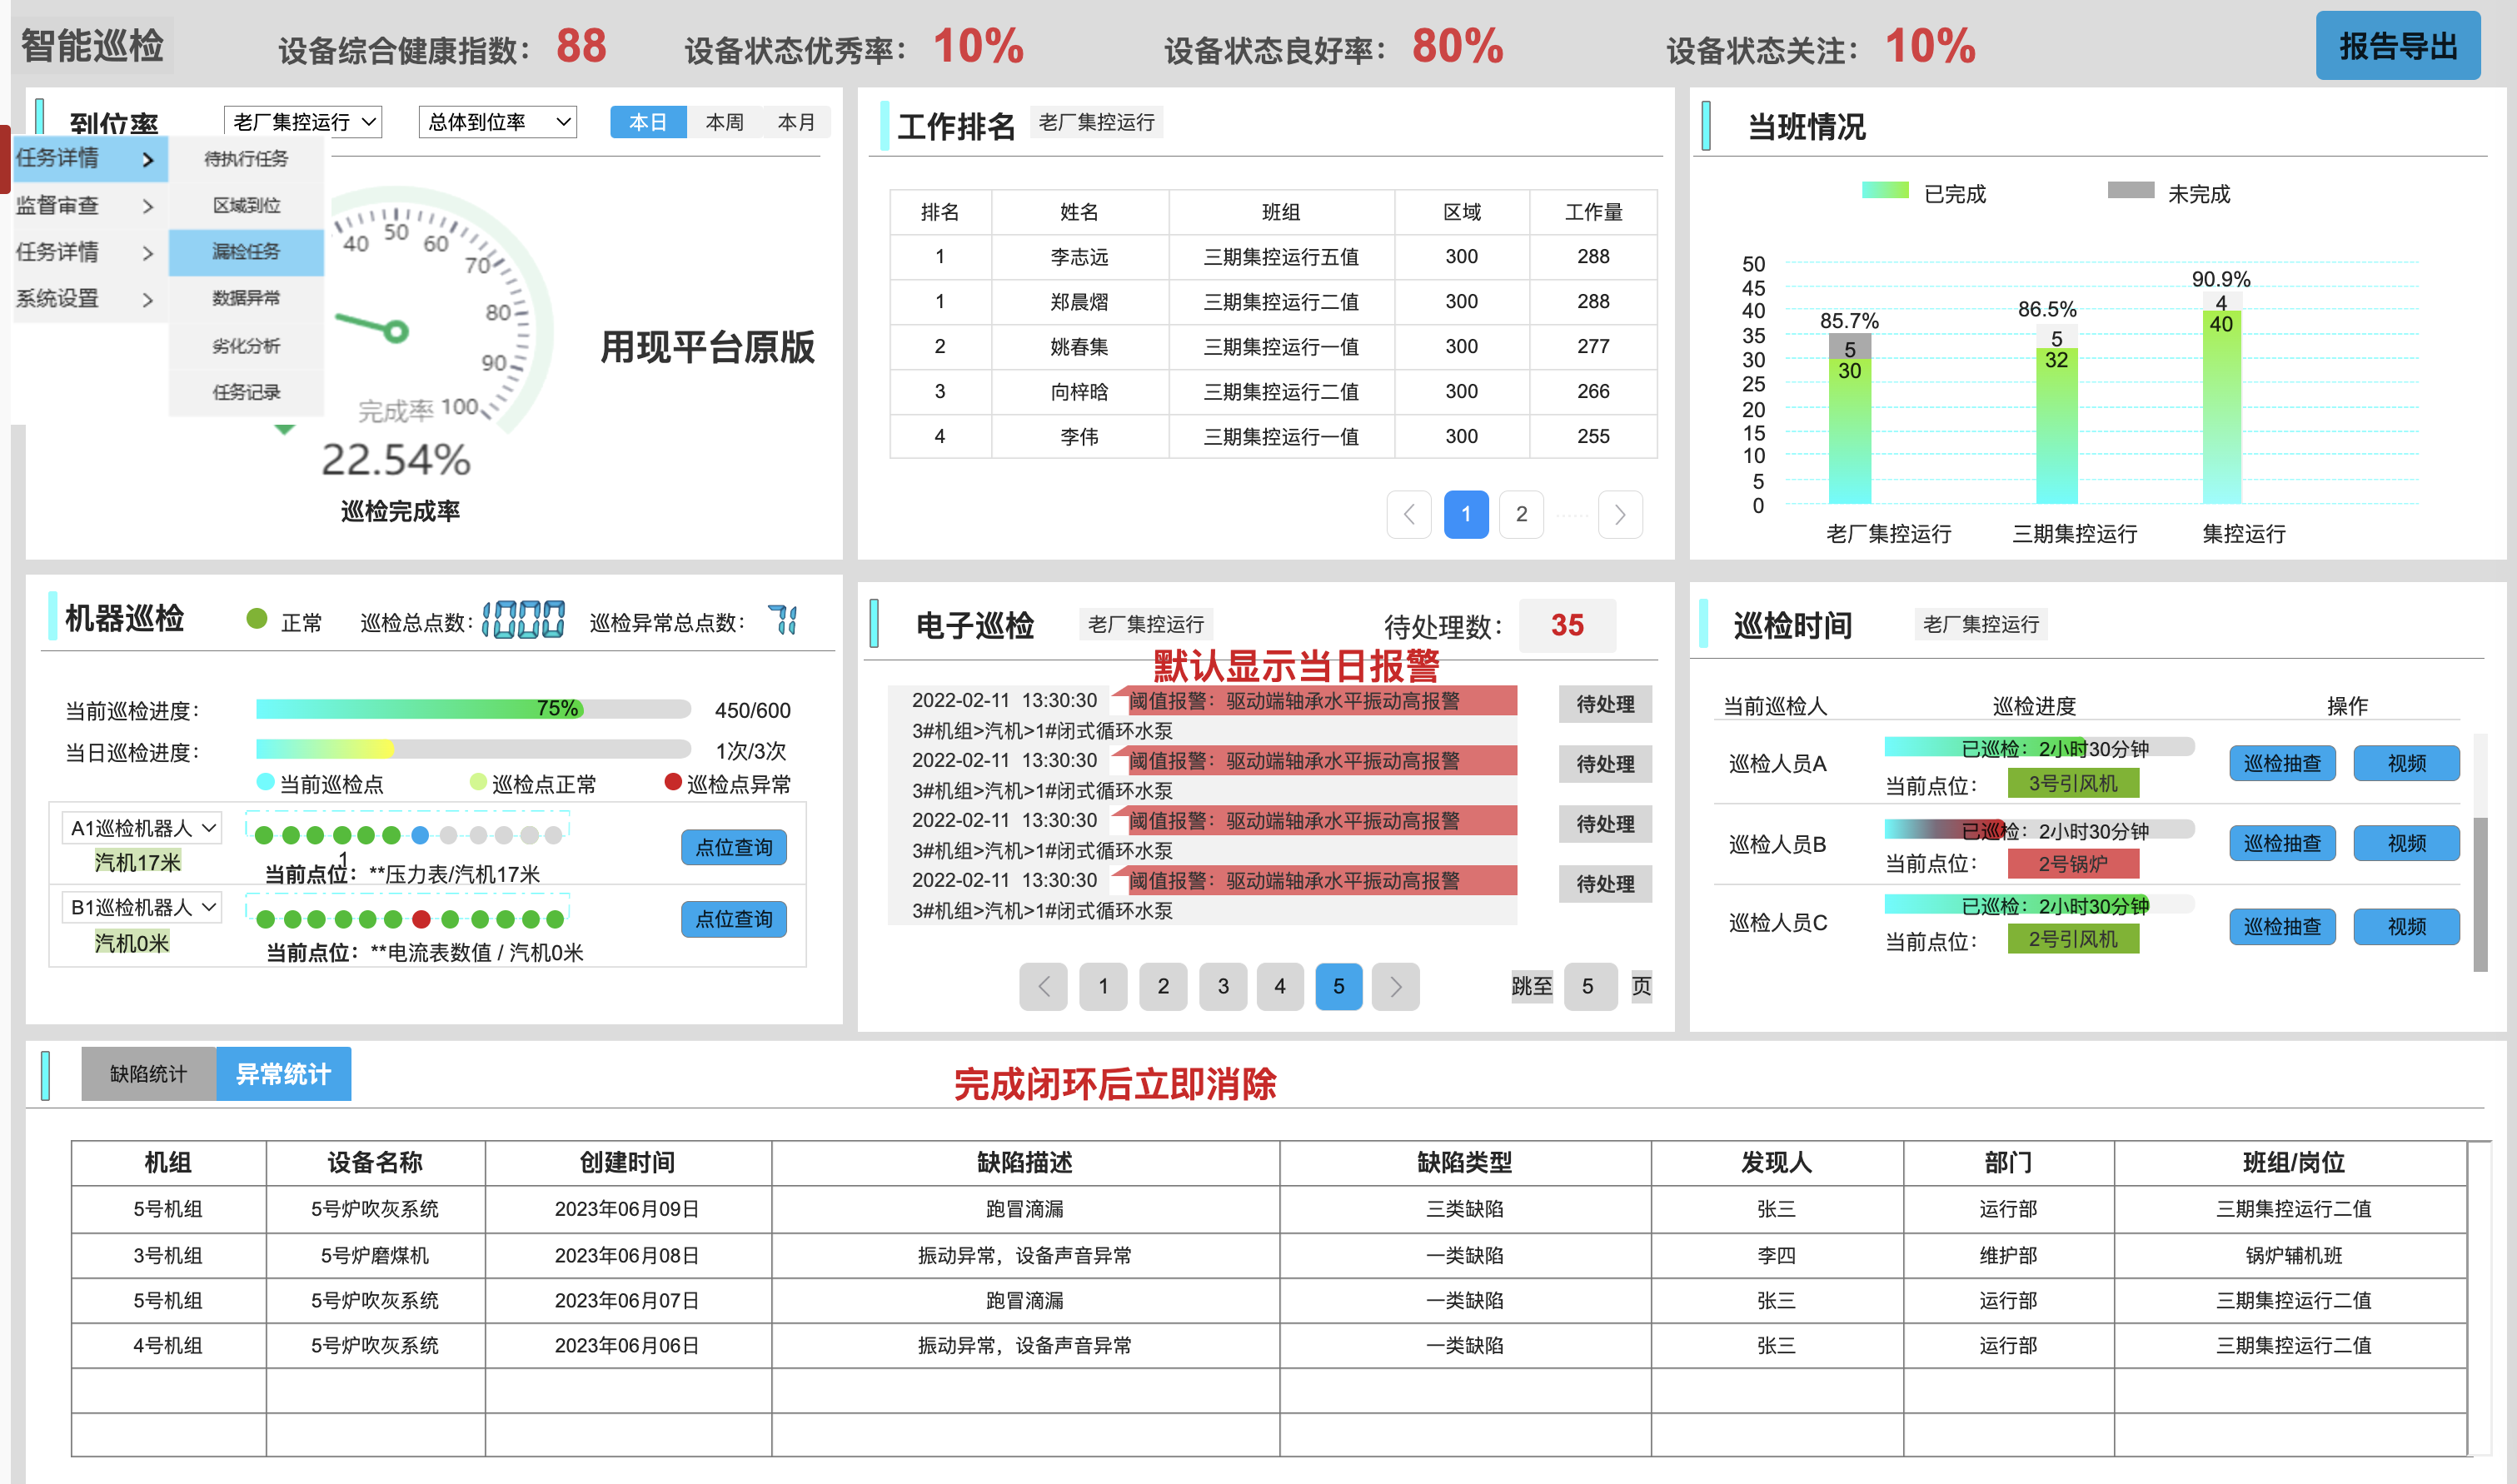 智能巡检
设备综合健康指数： 88
设备状态优秀率： 10%
设备状态良好率： 80%
设备状态关注： 10%
报告导出
到位率
老厂集控运行
总体到位率
本日 本周 本月
任务详情
监督审查
任务详情
系统设置
待执行任务
区域到位
漏检任务
数据异常
劣化分析
任务记录
40 50 60 70 80 90 100
完成率
22.54%
巡检完成率
用现平台原版
工作排名 老厂集控运行
排名 姓名 班组 区域 工作量
1 李志远 三期集控运行五值 300 288
1 郑晨熠 三期集控运行二值 300 288
2 姚春集 三期集控运行一值 300 277
3 向梓晗 三期集控运行二值 300 266
4 李伟 三期集控运行一值 300 255
1 2 ......
当班情况
已完成 未完成
50
45
40
35
30
25
20
15
10
5
0
85.7% 5 30
86.5% 5 32
90.9% 4 40
老厂集控运行 三期集控运行 集控运行
机器巡检 正常 巡检总点数：1000 巡检异常总点数： 71
当前巡检进度： 75% 450/600
当日巡检进度： 1次/3次
当前巡检点 巡检点正常 巡检点异常
A1巡检机器人
汽机17米
1
当前点位：**压力表/汽机17米
点位查询
B1巡检机器人
汽机0米
当前点位：**电流表数值 / 汽机0米
点位查询
电子巡检 老厂集控运行 待处理数： 35
默认显示当日报警
2022-02-11 13:30:30 阈值报警：驱动端轴承水平振动高报警 待处理
3#机组>汽机>1#闭式循环水泵
2022-02-11 13:30:30 阈值报警：驱动端轴承水平振动高报警 待处理
3#机组>汽机>1#闭式循环水泵
2022-02-11 13:30:30 阈值报警：驱动端轴承水平振动高报警 待处理
3#机组>汽机>1#闭式循环水泵
2022-02-11 13:30:30 阈值报警：驱动端轴承水平振动高报警 待处理
3#机组>汽机>1#闭式循环水泵
1 2 3 4 5 跳至 5 页
巡检时间 老厂集控运行
当前巡检人 巡检进度 操作
巡检人员A 已巡检：2小时30分钟 巡检抽查 视频
当前点位： 3号引风机
巡检人员B 已巡检：2小时30分钟 巡检抽查 视频
当前点位： 2号锅炉
巡检人员C 已巡检：2小时30分钟 巡检抽查 视频
当前点位： 2号引风机
缺陷统计 异常统计
完成闭环后立即消除
机组 设备名称 创建时间 缺陷描述 缺陷类型 发现人 部门 班组/岗位
5号机组 5号炉吹灰系统 2023年06月09日 跑冒滴漏 三类缺陷 张三 运行部 三期集控运行二值
3号机组 5号炉磨煤机 2023年06月08日 振动异常，设备声音异常 一类缺陷 李四 维护部 锅炉辅机班
5号机组 5号炉吹灰系统 2023年06月07日 跑冒滴漏 一类缺陷 张三 运行部 三期集控运行二值
4号机组 5号炉吹灰系统 2023年06月06日 振动异常，设备声音异常 一类缺陷 张三 运行部 三期集控运行二值